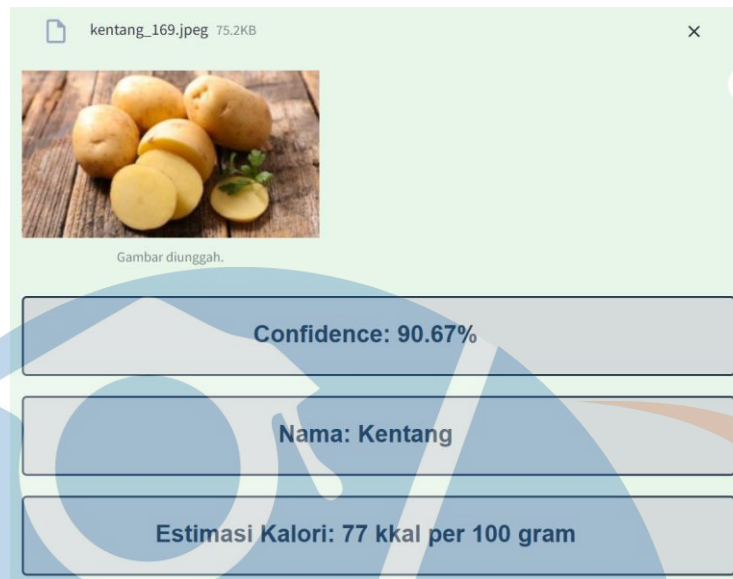 kentang_169.jpeg 75.2KB
Gambar diunggah.
Confidence: 90.67%
Nama: Kentang
Estimasi Kalori: 77 kkal per 100 gram